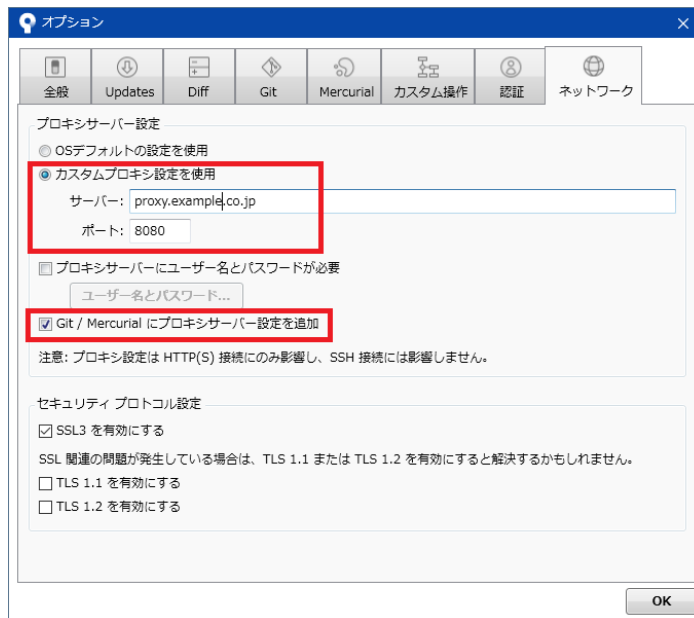 オプション
全般 Updates Diff Git Mercurial カスタム操作 認証 ネットワーク
プロキシサーバー設定
OSデフォルトの設定を使用
カスタムプロキシ設定を使用
サーバー: proxy.example.co.jp
ポート: 8080
プロキシサーバーにユーザー名とパスワードが必要
ユーザー名とパスワード...
Git / Mercurial にプロキシサーバー設定を追加
注意: プロキシ設定は HTTP(S) 接続にのみ影響し、SSH 接続には影響しません。
セキュリティ プロトコル設定
SSL3 を有効にする
SSL 関連の問題が発生している場合は、TLS 1.1 または TLS 1.2 を有効にすると解決するかもしれません。
TLS 1.1 を有効にする
TLS 1.2 を有効にする
OK